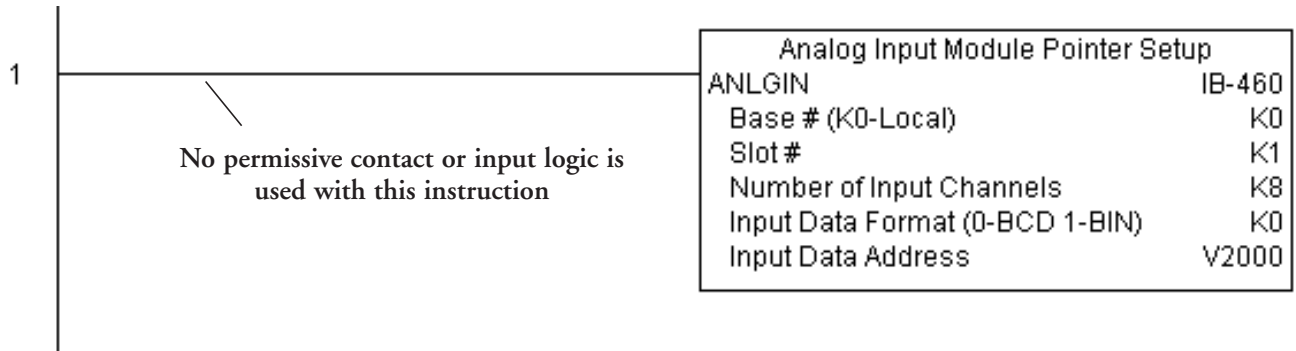 Analog Input Module Pointer Setup
1
ANLGIN IB-460
Base # (K0-Local) K0
Slot # K1
Number of Input Channels K8
Input Data Format (0-BCD 1-BIN) K0
Input Data Address V2000
No permissive contact or input logic is
used with this instruction